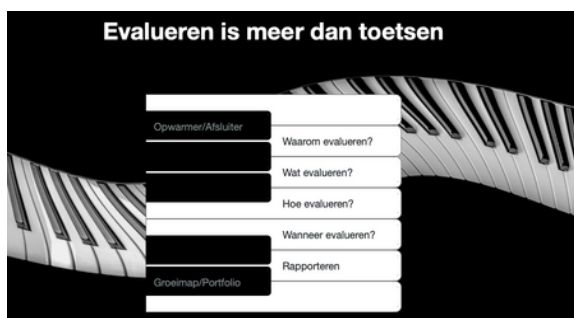 Evalueren is meer dan toetsen
Opwarmer/Afsluiter
Waarom evalueren?
Wat evalueren?
Hoe evalueren?
Wanneer evalueren?
Rapporteren
Groeimap/Portfolio